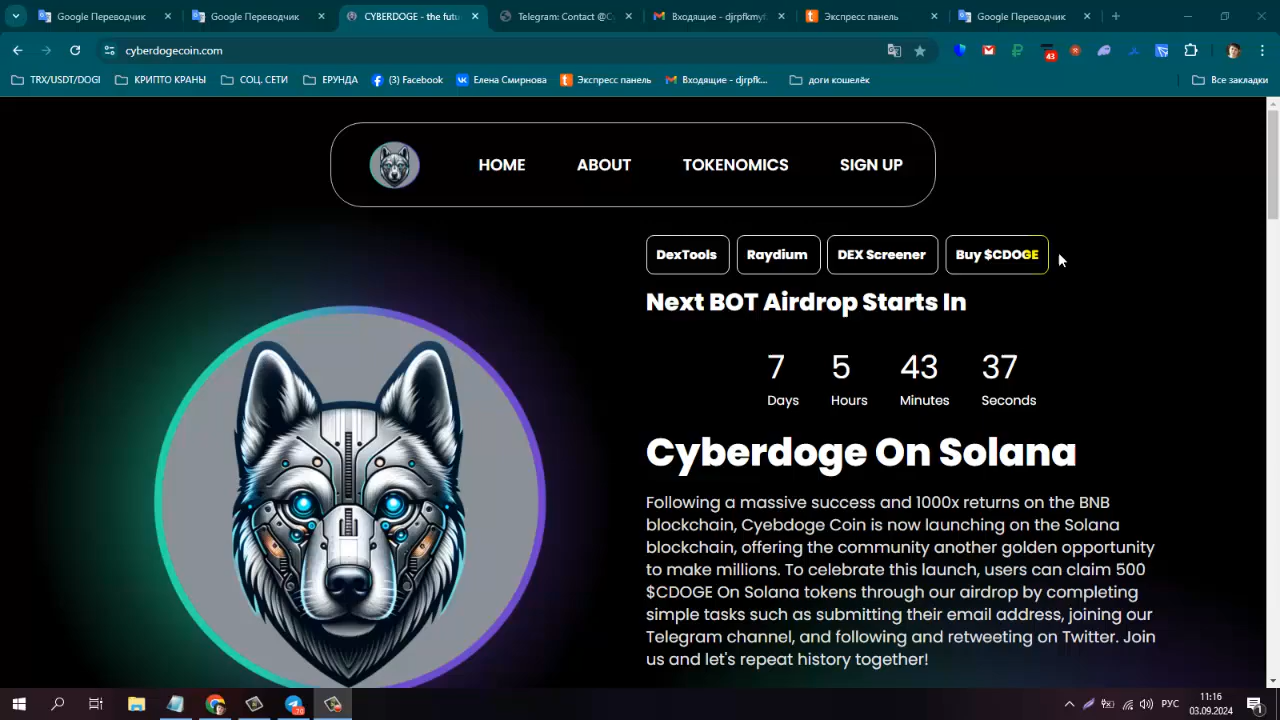 Google Переводчик
Google Переводчик
CYBERDOGE - the futu
Telegram: Contact @C
Входящие - djrpfkmyf
Экспресс панель
Google Переводчик
cyberdogecoin.com
43
TRX/USDT/DOGI
КРИПТО КРАНЫ
СОЦ. СЕТИ
ЕРУНДА
(3) Facebook
Елена Смирнова
Экспресс панель
Входящие - djrpfk...
доги кошелёк
Все закладки
HOME
ABOUT
TOKENOMICS
SIGN UP
DexTools
Raydium
DEX Screener
Buy $CDOGE
Next BOT Airdrop Starts In
7 5 43 37
Days Hours Minutes Seconds
Cyberdoge On Solana
Following a massive success and 1000x returns on the BNB
blockchain, Cyebdoge Coin is now launching on the Solana
blockchain, offering the community another golden opportunity
to make millions. To celebrate this launch, users can claim 500
$CDOGE On Solana tokens through our airdrop by completing
simple tasks such as submitting their email address, joining our
Telegram channel, and following and retweeting on Twitter. Join
us and let's repeat history together!
РУС
11:16
03.09.2024